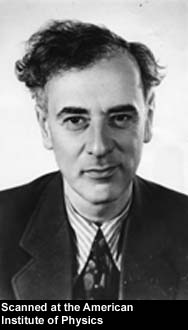 Scanned at the American
Institute of Physics